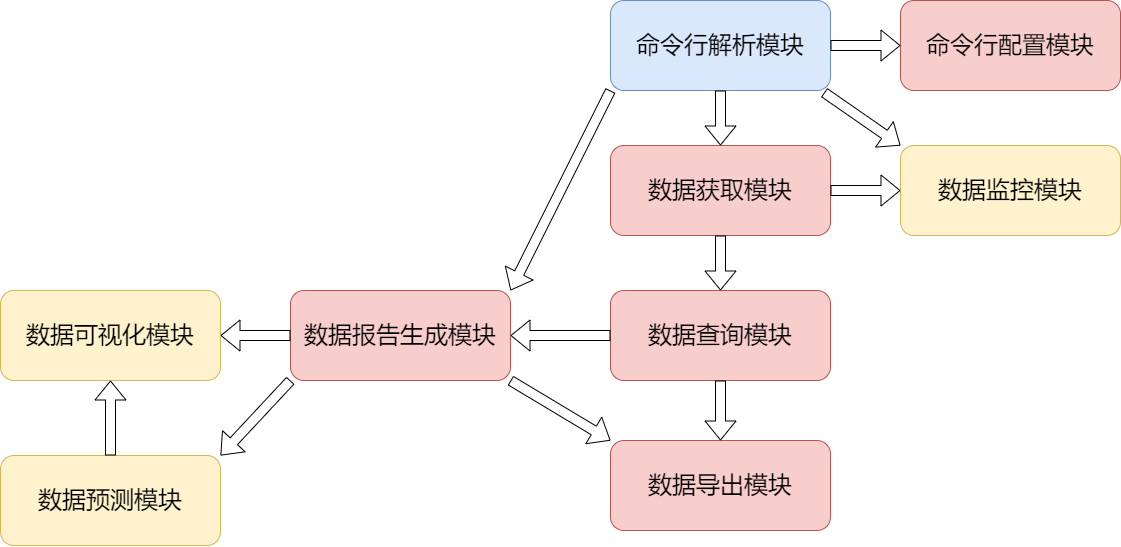 命令行解析模块
命令行配置模块
数据获取模块
数据监控模块
数据可视化模块
数据报告生成模块
数据查询模块
数据预测模块
数据导出模块